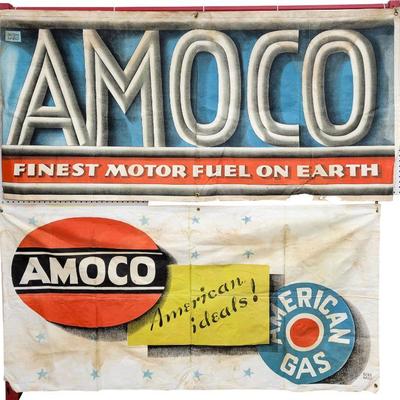 AMOCO
FINEST MOTOR FUEL ON EARTH
AMOCO
American
ideals!
AMERICAN
GAS